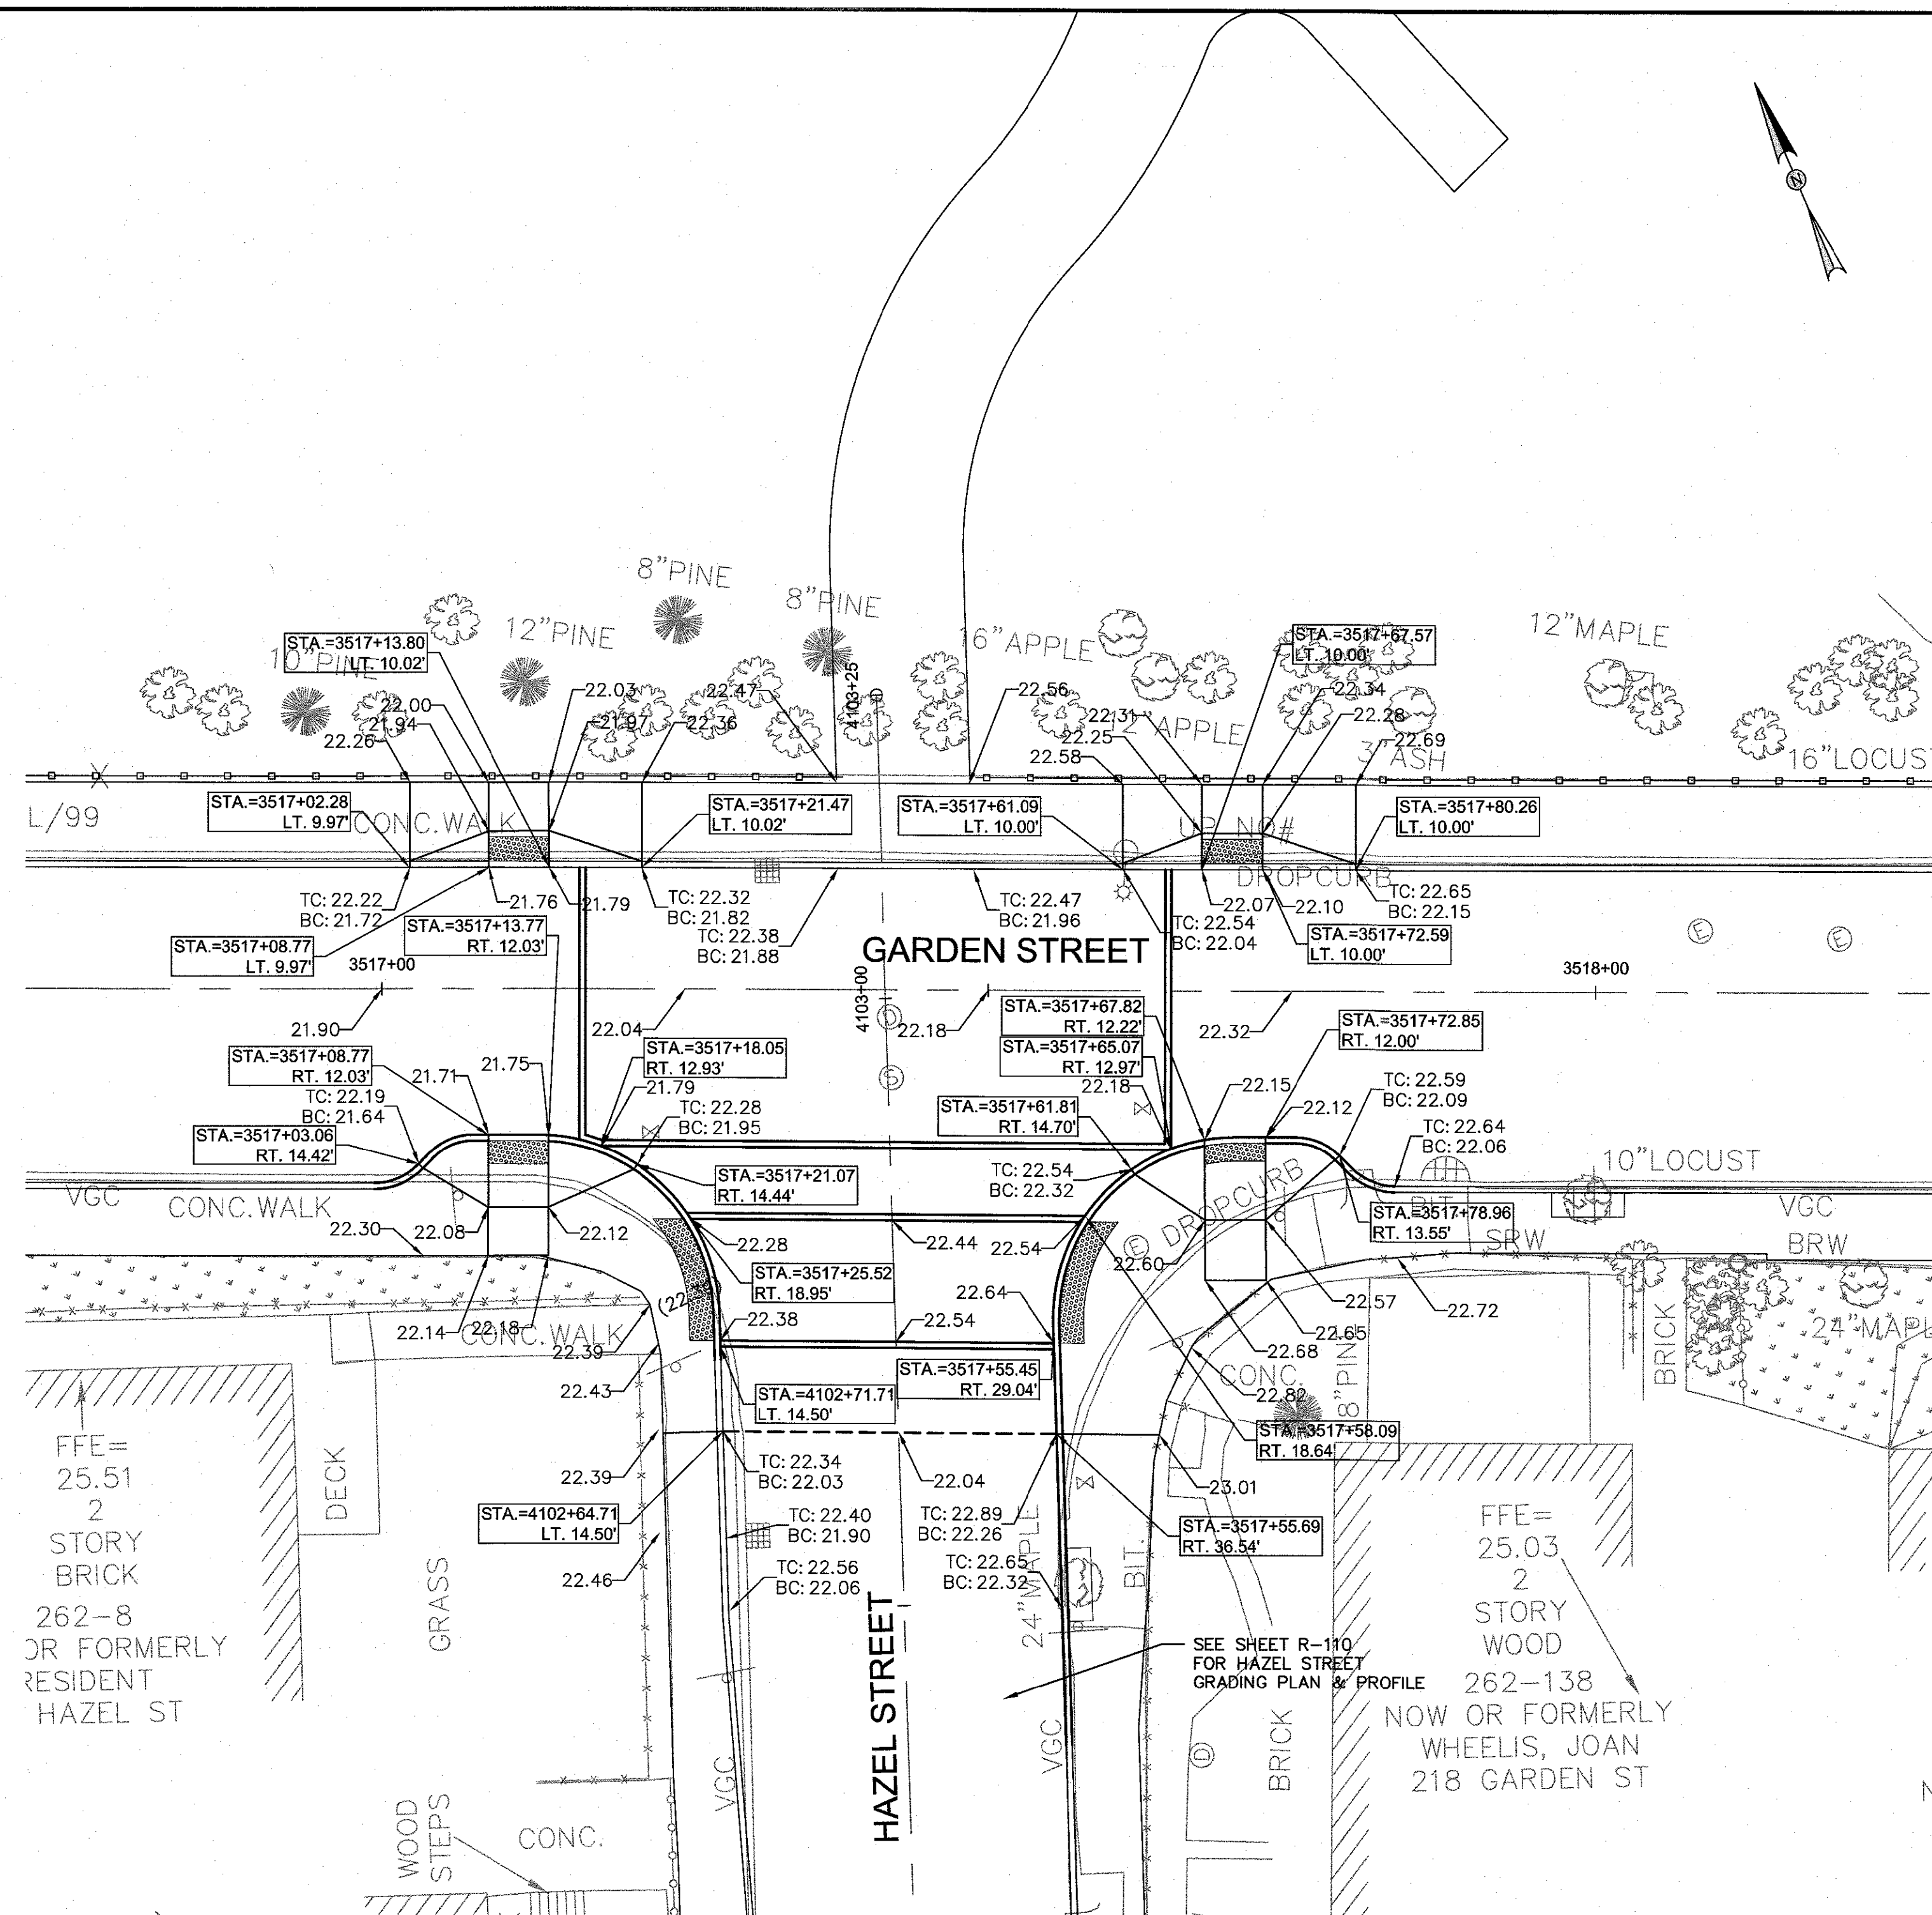 N
8"PINE
8"PINE
12"PINE
10"PINE
16"APPLE
12"APPLE
3"ASH
12"MAPLE
16"LOCUST
STA.=3517+13.80
LT. 10.02'
STA.=3517+67.57
LT. 10.00'
22.00
21.94
22.26
22.03
21.97
22.36
22.47
4103+25
22.56
22.31
22.25
22.58
22.34
22.28
22.69
L/99
STA.=3517+02.28
LT. 9.97'
CONC.WALK
STA.=3517+21.47
LT. 10.02'
STA.=3517+61.09
LT. 10.00'
UP NO#
STA.=3517+80.26
LT. 10.00'
DROPCURB
TC: 22.22
BC: 21.72
21.76
21.79
TC: 22.32
BC: 21.82
TC: 22.38
BC: 21.88
TC: 22.47
BC: 21.96
TC: 22.54
BC: 22.04
22.07
22.10
TC: 22.65
BC: 22.15
STA.=3517+08.77
LT. 9.97'
STA.=3517+13.77
RT. 12.03'
GARDEN STREET
STA.=3517+72.59
LT. 10.00'
E
E
3517+00
3518+00
4103+00
21.90
22.04
D
22.18
22.32
STA.=3517+67.82
RT. 12.22'
STA.=3517+65.07
RT. 12.97'
22.18
STA.=3517+72.85
RT. 12.00'
STA.=3517+08.77
RT. 12.03'
21.71
21.75
STA.=3517+18.05
RT. 12.93'
21.79
S
TC: 22.19
BC: 21.64
TC: 22.28
BC: 21.95
STA.=3517+61.81
RT. 14.70'
22.15
22.12
TC: 22.59
BC: 22.09
TC: 22.64
BC: 22.06
STA.=3517+03.06
RT. 14.42'
STA.=3517+21.07
RT. 14.44'
TC: 22.54
BC: 22.32
10"LOCUST
VGC
CONC.WALK
DROPCURB
BIT.
STA.=3517+78.96
RT. 13.55'
VGC
SRW
BRW
22.30
22.08
22.12
22.28
22.44
22.54
E
22.60
STA.=3517+25.52
RT. 18.95'
22.64
22.57
22.72
22.14
22.18
CONC.WALK
22.39
22.38
22.54
22.65
22.68
24"MAPL
BRICK
22.43
STA.=4102+71.71
LT. 14.50'
STA.=3517+55.45
RT. 29.04'
CONC.
22.82
8"PINE
FFE=
25.51
2
STORY
BRICK
262-8
OR FORMERLY
RESIDENT
HAZEL ST
DECK
GRASS
22.39
TC: 22.34
BC: 22.03
22.04
STA.=3517+58.09
RT. 18.64'
23.01
STA.=4102+64.71
LT. 14.50'
TC: 22.40
BC: 21.90
TC: 22.89
BC: 22.26
STA.=3517+55.69
RT. 36.54'
22.46
TC: 22.56
BC: 22.06
TC: 22.65
BC: 22.32
24"MAPLE
BIT.
FFE=
25.03
2
STORY
WOOD
262-138
NOW OR FORMERLY
WHEELIS, JOAN
218 GARDEN ST
SEE SHEET R-110
FOR HAZEL STREET
GRADING PLAN & PROFILE
HAZEL STREET
VGC
VGC
D
BRICK
WOOD
STEPS
CONC.
N